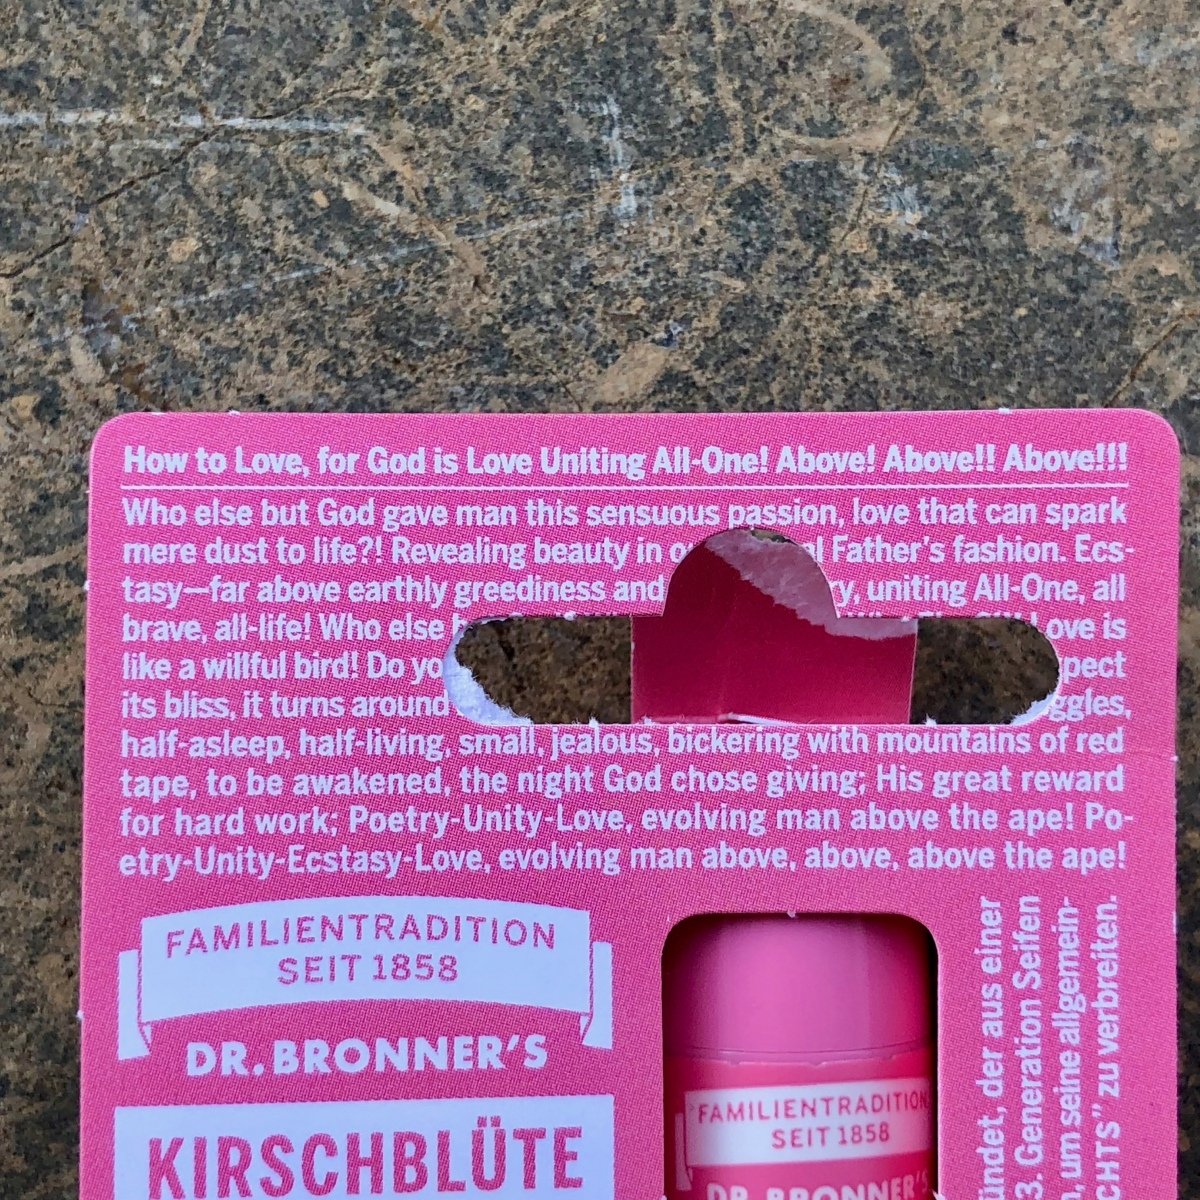 How to Love, for God is Love Uniting All-One! Above! Above!! Above!!!
Who else but God gave man this sensuous passion, love that can spark
mere dust to life?! Revealing beauty in Father's fashion. Ecs-
tasy—far above earthly greediness and uniting All-One, all
brave, all-life! Who else Love is
like a willful bird! Do
its bliss, it turns around
half-asleep, half-living, small, jealous, bickering with mountains of red
tape, to be awakened, the night God chose giving; His great reward
for hard work; Poetry-Unity-Love, evolving man above the ape! Po-
etry-Unity-Ecstasy-Love, evolving man above, above, above the ape!
FAMILIENTRADITION
SEIT 1858
DR. BRONNER'S
KIRSCHBLÜTE
FAMILIENTRADITION
SEIT 1858
DR. BRONNER'S
der aus einer
3. Generation Seifen
, um seine allgemein-
zu verbreiten.